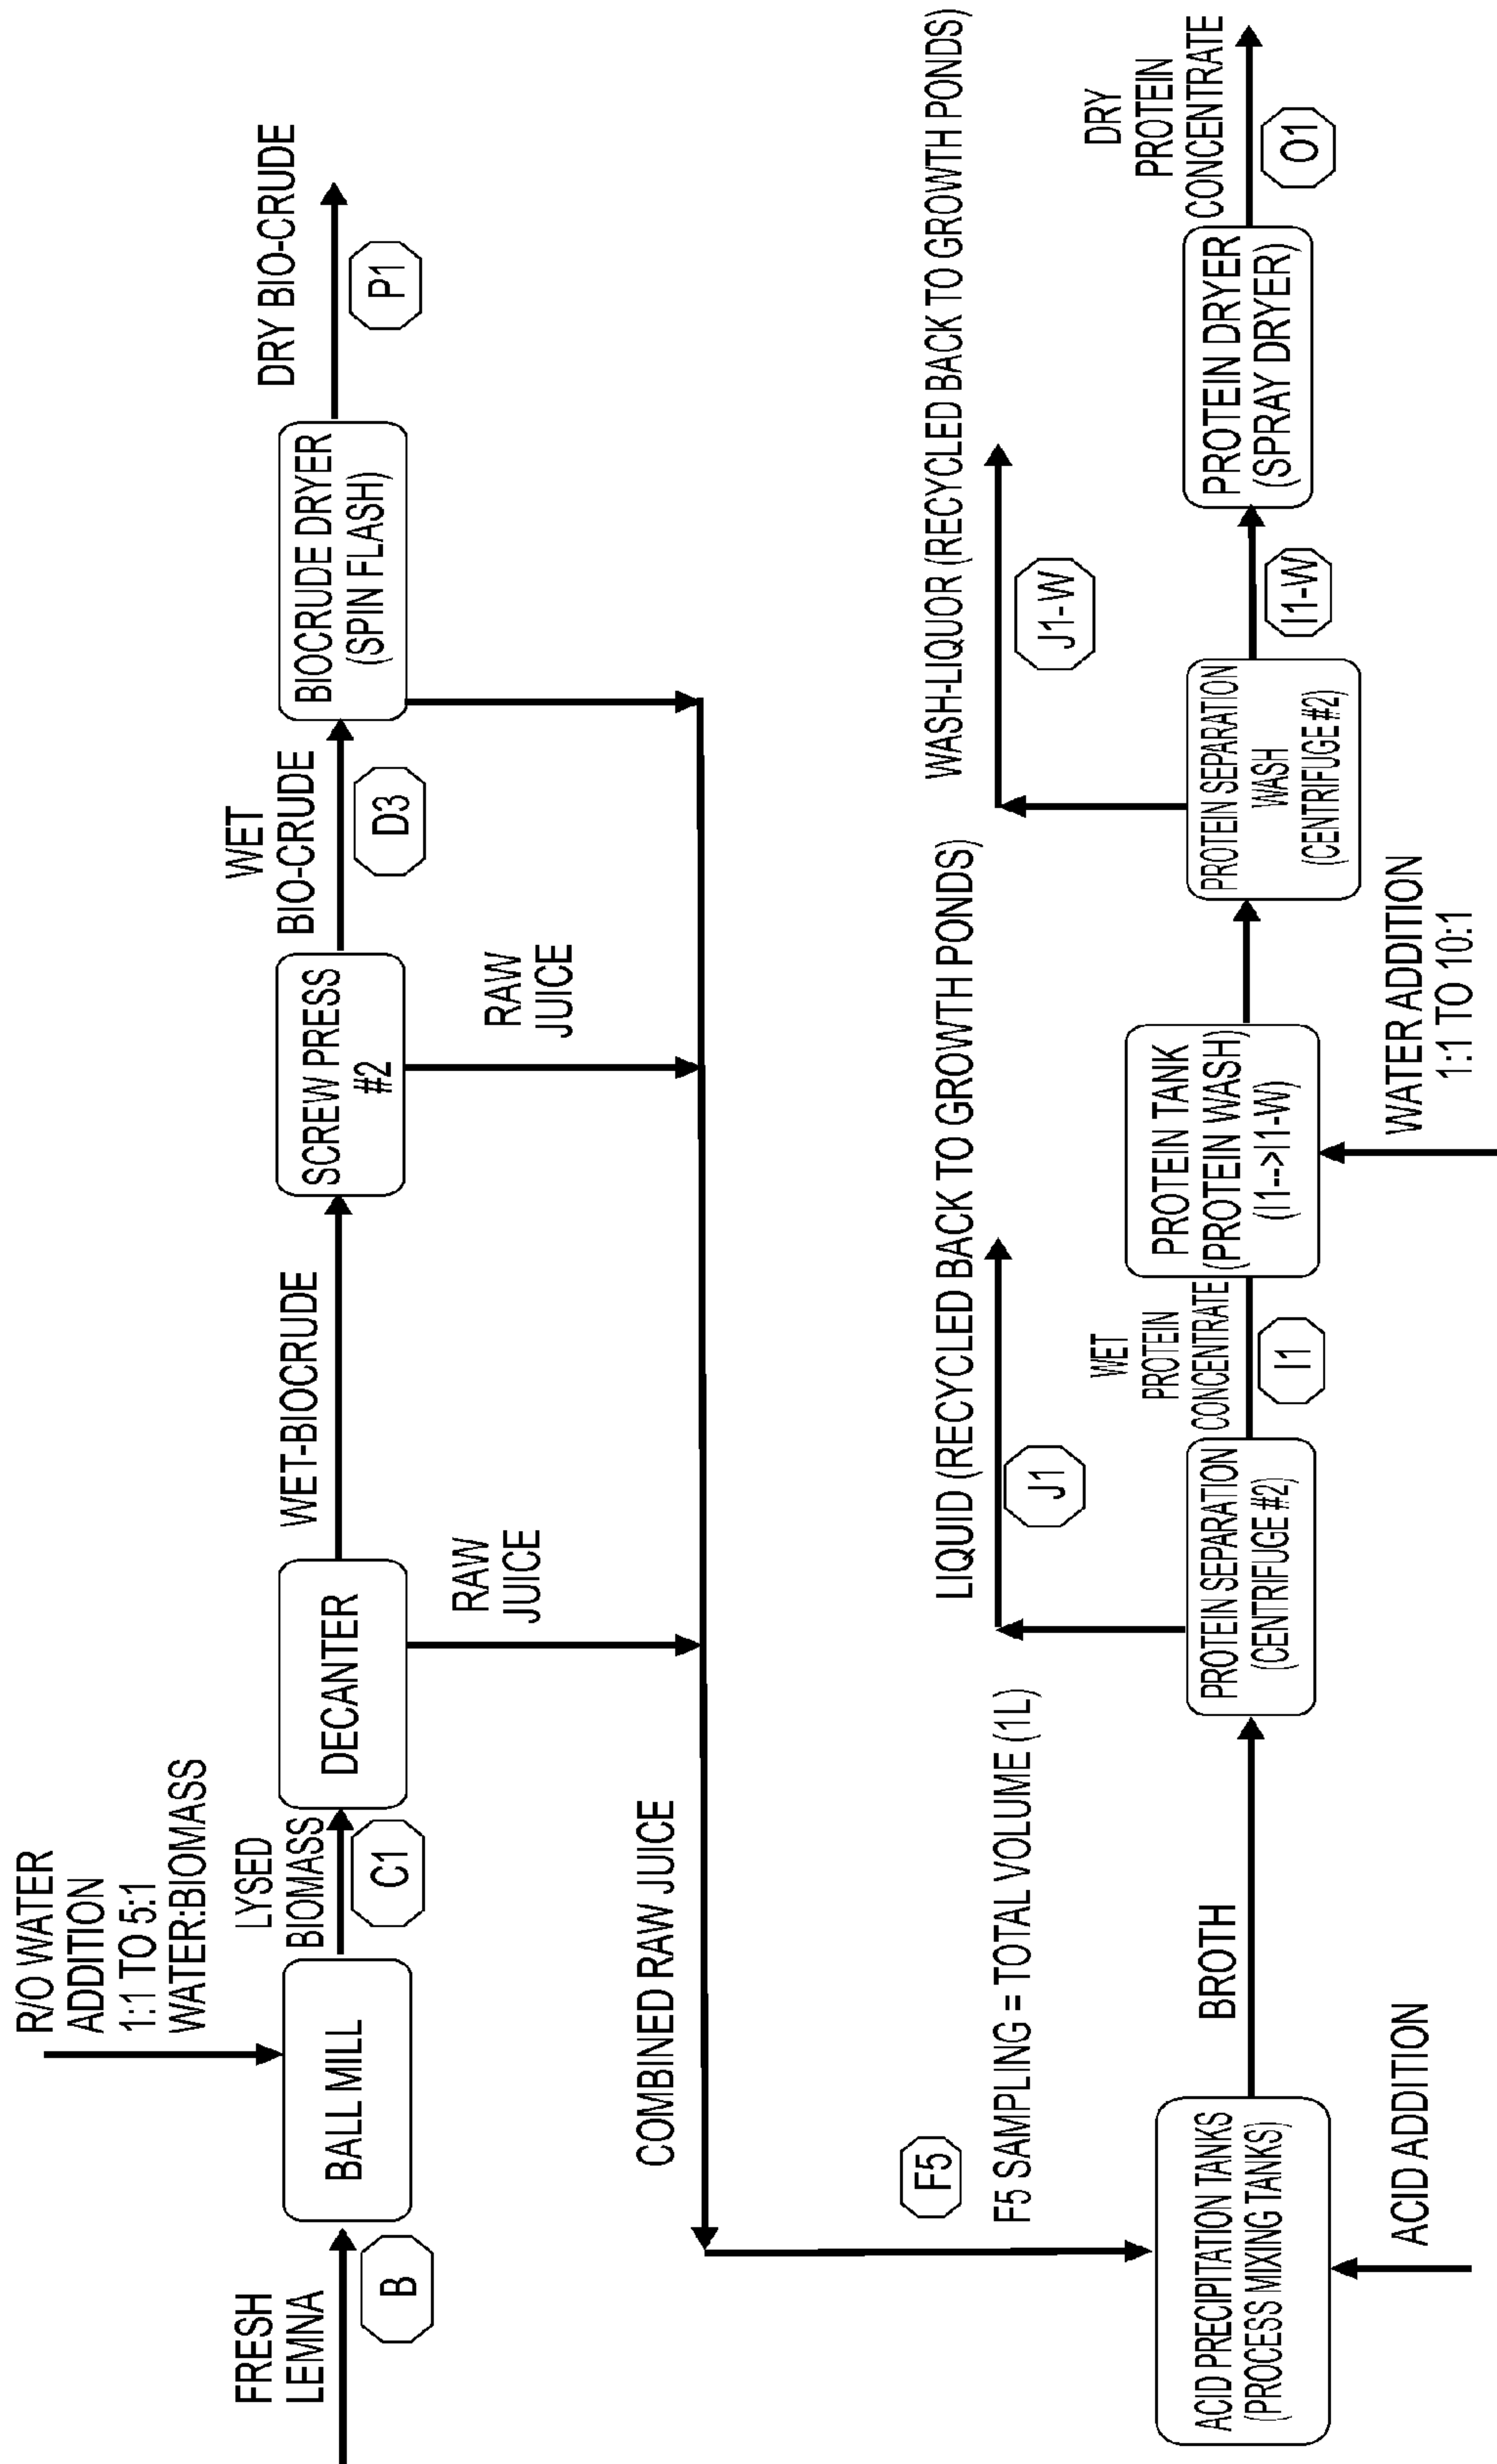 R/O WATER
ADDITION
1:1 TO 5:1
WATER:BIOMASS
FRESH
LEMNA
B
BALL MILL
LYSED
BIOMASS
C1
DECANTER
RAW
JUICE
WET-BIOCRUDE
SCREW PRESS
#2
RAW
JUICE
WET
BIO-CRUDE
D3
BIOCRUDE DRYER
(SPIN FLASH)
DRY BIO-CRUDE
P1
COMBINED RAW JUICE
F5
F5 SAMPLING = TOTAL VOLUME (1L)
ACID PRECIPITATION TANKS
(PROCESS MIXING TANKS)
ACID ADDITION
BROTH
PROTEIN SEPARATION
(CENTRIFUGE #2)
LIQUID (RECYCLED BACK TO GROWTH PONDS)
J1
WET
PROTEIN
CONCENTRATE
I1
PROTEIN TANK
(PROTEIN WASH)
(I1-->I1-W)
WATER ADDITION
1:1 TO 10:1
PROTEIN SEPARATION
WASH
(CENTRIFUGE #2)
WASH-LIQUOR (RECYCLED BACK TO GROWTH PONDS)
J1-W
I1-W
PROTEIN DRYER
(SPRAY DRYER)
DRY
PROTEIN
CONCENTRATE
O1